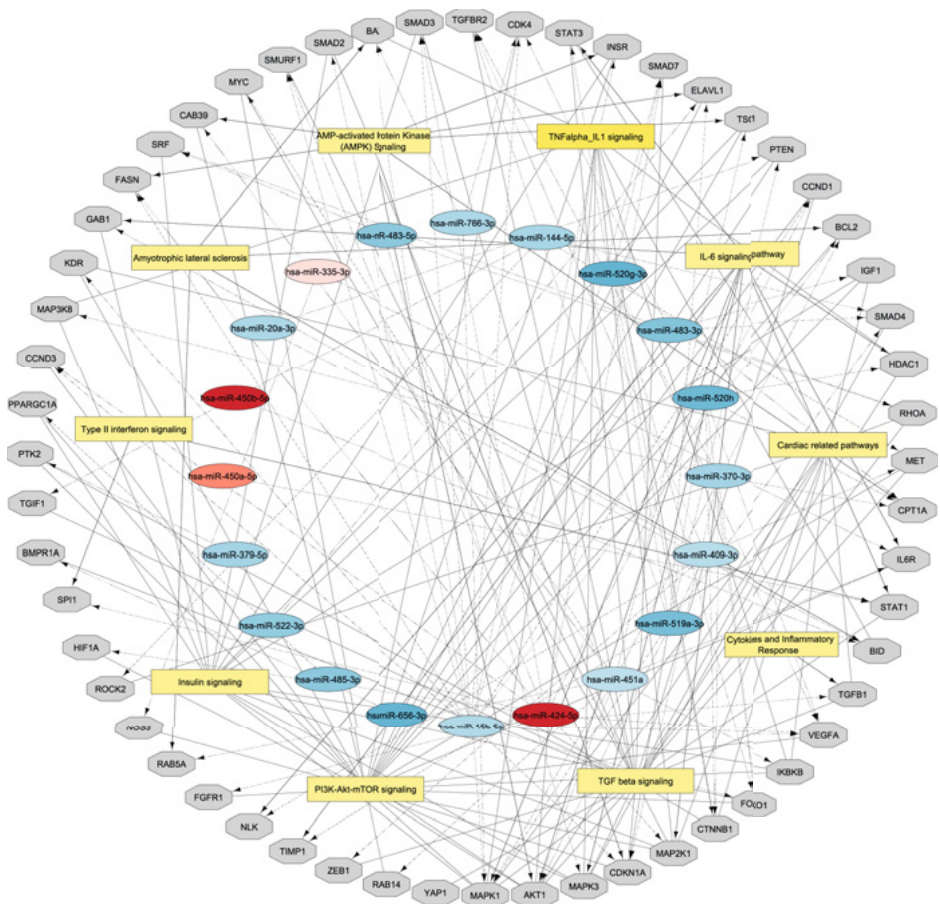 BA
SMAD3
TGFBR2
CDK4
STAT3
INSR
SMAD7
ELAVL1
PTEN
CCND1
BCL2
IGF1
SMAD4
HDAC1
RHOA
MET
CPT1A
IL6R
STAT1
BID
TGFB1
VEGFA
IKBKB
CTNNB1
MAP2K1
CDKN1A
MAPK3
AKT1
MAPK1
YAP1
RAB14
ZEB1
TIMP1
NLK
FGFR1
RAB5A
ROCK2
HIF1A
SPI1
BMPR1A
TGIF1
PTK2
PPARGC1A
CCND3
MAP3K8
KDR
GAB1
FASN
SRF
CAB39
MYC
SMURF1
SMAD2
AMP-activated Protein Kinase
(AMPK) Signaling
TNFalpha_IL1 signaling
IL-6 signaling pathway
Cardiac related pathways
Cytokies and Inflammatory
Response
TGF beta signaling
PI3K-Akt-mTOR signaling
Insulin signaling
Type II interferon signaling
Amyotrophic lateral sclerosis
hsa-miR-766-3p
hsa-miR-144-5p
hsa-miR-520g-3p
hsa-miR-483-3p
hsa-miR-520h
hsa-miR-370-3p
hsa-miR-409-3p
hsa-miR-519a-3p
hsa-miR-451a
hsa-miR-424-5p
hsa-miR-656-3p
hsa-miR-485-3p
hsa-miR-522-3p
hsa-miR-379-5p
hsa-miR-450a-5p
hsa-miR-450b-5p
hsa-miR-20a-3p
hsa-miR-335-3p
hsa-miR-483-5p